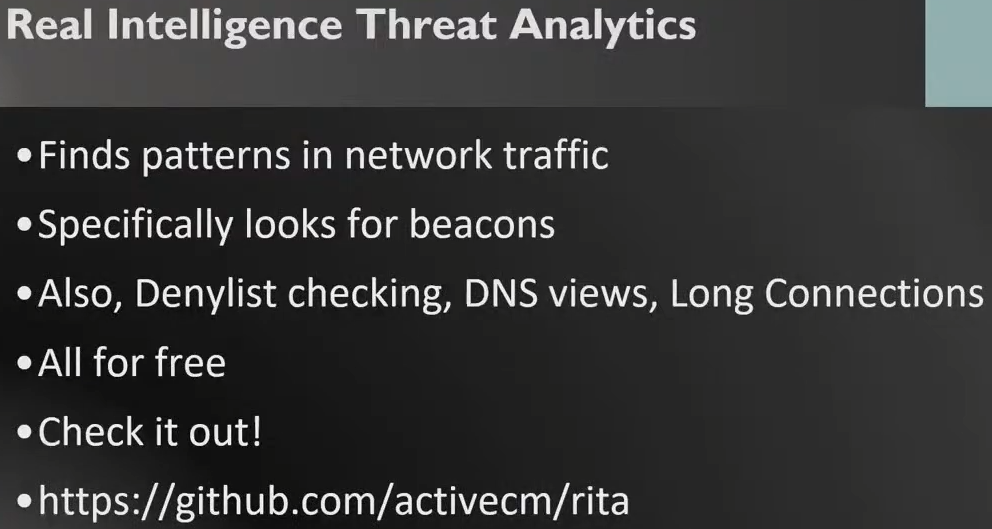 Real Intelligence Threat Analytics
•Finds patterns in network traffic
•Specifically looks for beacons
•Also, Denylist checking, DNS views, Long Connections
•All for free
•Check it out!
•https://github.com/activecm/rita